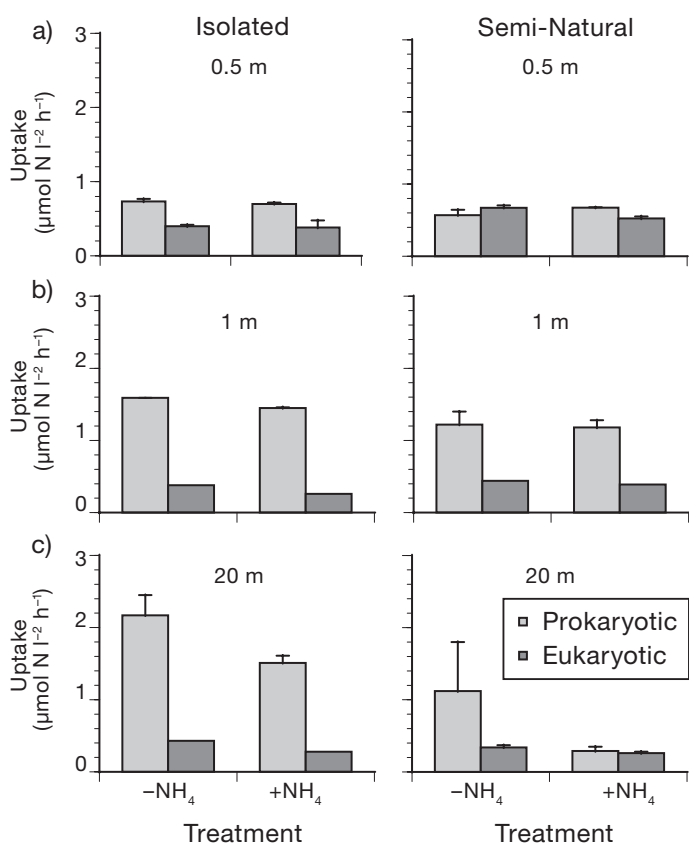 Isolated Semi-Natural
a)
3 0.5 m 0.5 m
2
1
0
Uptake
(μmol N l⁻² h⁻¹)
b)
3 1 m 1 m
2
1
0
Uptake
(μmol N l⁻² h⁻¹)
c)
3 20 m 20 m
2
1
0
Uptake
(μmol N l⁻² h⁻¹)
Prokaryotic
Eukaryotic
−NH₄ +NH₄ −NH₄ +NH₄
Treatment Treatment